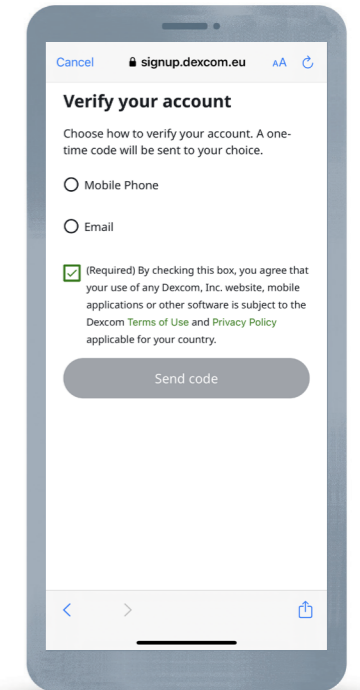 Cancel signup.dexcom.eu AA
Verify your account
Choose how to verify your account. A one-
time code will be sent to your choice.
Mobile Phone
Email
(Required) By checking this box, you agree that
your use of any Dexcom, Inc. website, mobile
applications or other software is subject to the
Dexcom Terms of Use and Privacy Policy
applicable for your country.
Send code